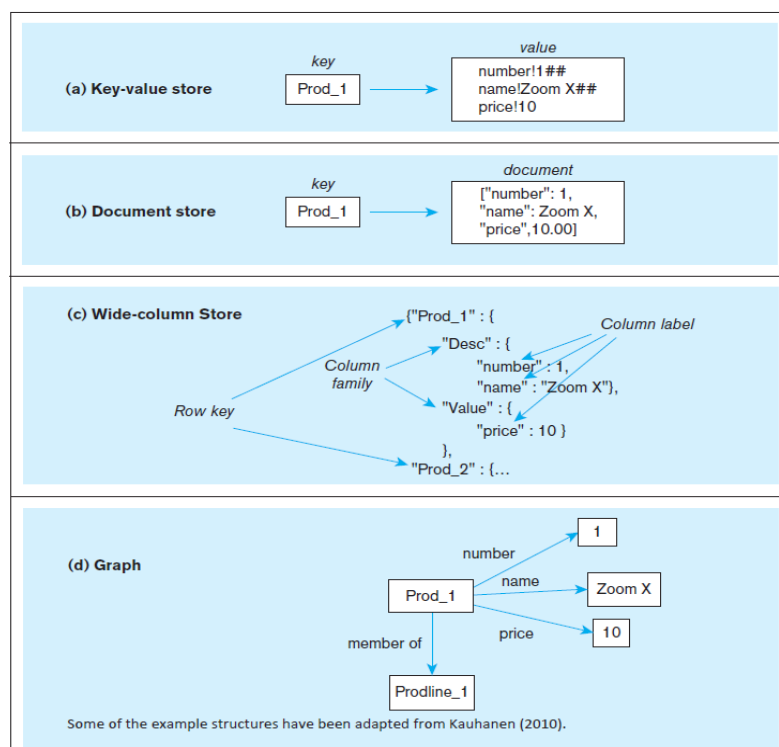 (a) Key-value store
key
Prod_1
value
number!1##
name!Zoom X##
price!10
(b) Document store
key
Prod_1
document
["number": 1,
"name": Zoom X,
"price",10.00]
(c) Wide-column Store
Row key
Column
family
Column label
{"Prod_1" : {
"Desc" : {
"number" : 1,
"name" : "Zoom X"},
"Value" : {
"price" : 10 }
},
"Prod_2" : {...
(d) Graph
Prod_1
number
1
name
Zoom X
price
10
member of
Prodline_1
Some of the example structures have been adapted from Kauhanen (2010).